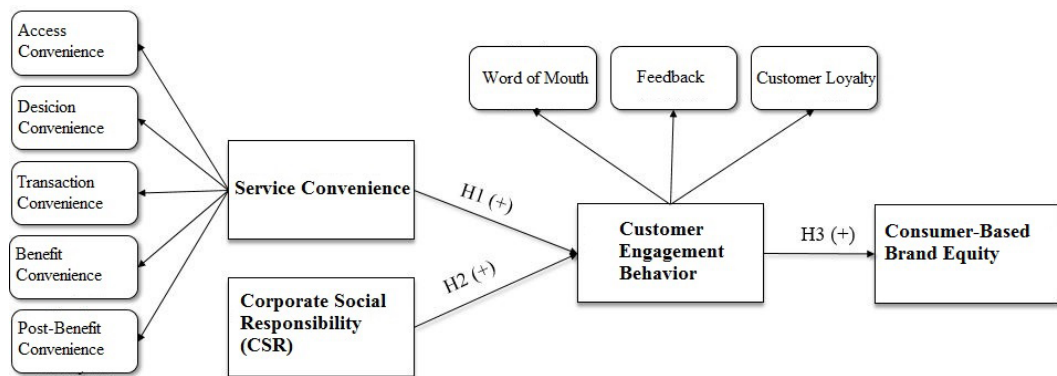 Access
Convenience
Desicion
Convenience
Transaction
Convenience
Benefit
Convenience
Post-Benefit
Convenience
Service Convenience
Corporate Social
Responsibility
(CSR)
H1 (+)
H2 (+)
Word of Mouth
Feedback
Customer Loyalty
Customer
Engagement
Behavior
H3 (+)
Consumer-Based
Brand Equity